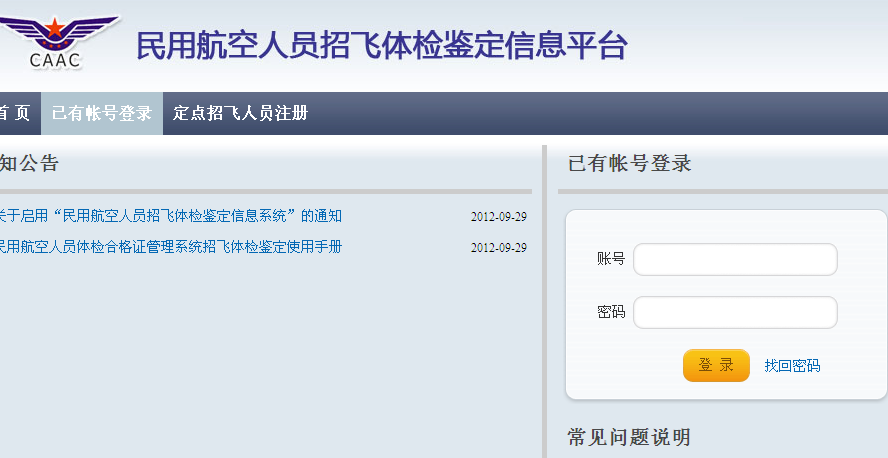 CAAC
民用航空人员招飞体检鉴定信息平台
首 页 已有帐号登录 定点招飞人员注册
知公告
关于启用“民用航空人员招飞体检鉴定信息系统”的通知 2012-09-29
民用航空人员体检合格证管理系统招飞体检鉴定使用手册 2012-09-29
已有帐号登录
账号
密码
登 录 找回密码
常见问题说明